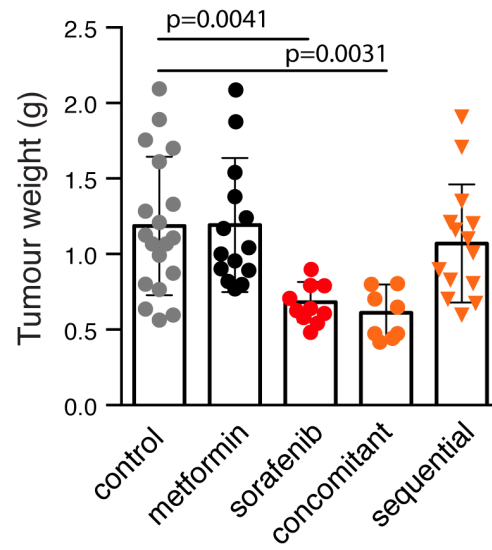 p=0.0041
p=0.0031
Tumour weight (g)
2.5
2.0
1.5
1.0
0.5
0.0
control
metformin
sorafenib
concomitant
sequential